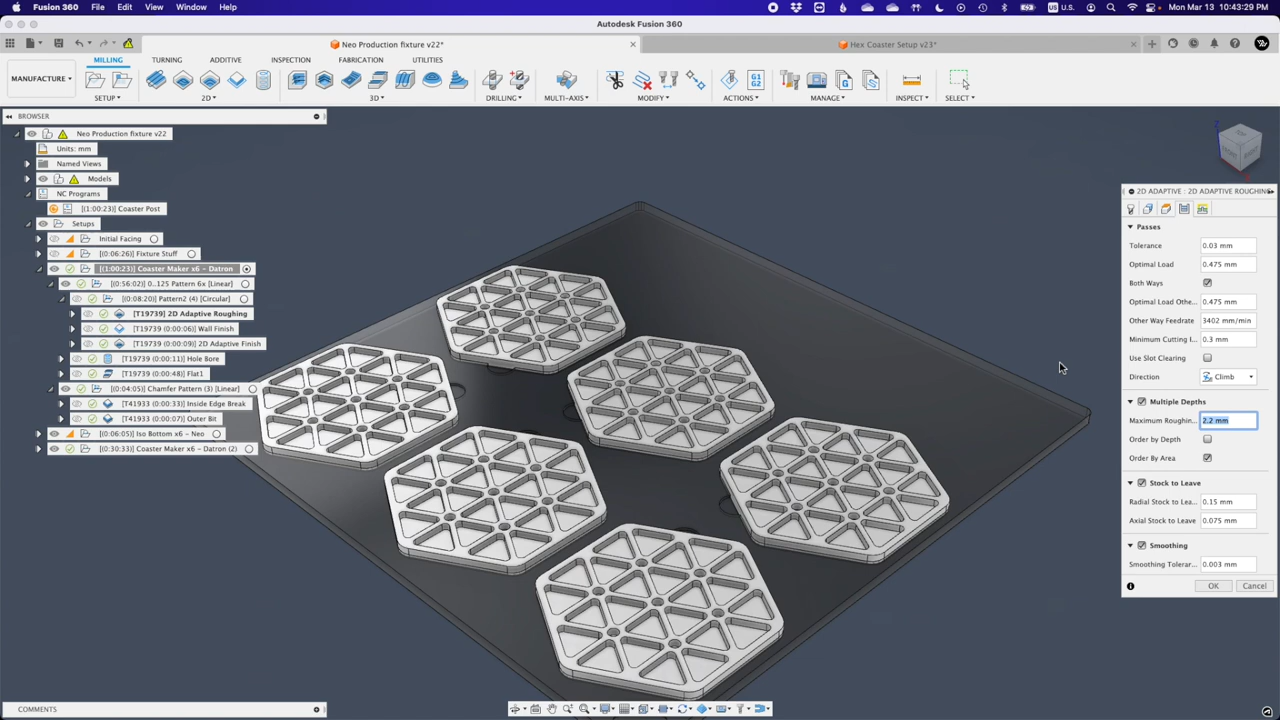 Fusion 360 File Edit View Window Help U.S. Mon Mar 13 10:43:29 PM
Autodesk Fusion 360
Neo Production fixture v22* Hex Coaster Setup v23*
MILLING TURNING ADDITIVE INSPECTION FABRICATION UTILITIES
MANUFACTURE
G1
G2
SETUP 2D 3D DRILLING MULTI-AXIS MODIFY ACTIONS MANAGE INSPECT SELECT
BROWSER
Neo Production fixture v22
Units: mm
Named Views
Models
NC Programs
[(1:00:23)] Coaster Post
Setups
Initial Facing
[(0:06:26)] Fixture Stuff
[(1:00:23)] Coaster Maker x6 - Datron
[(0:56:02)] 0..125 Pattern 6x [Linear]
[(0:08:20)] Pattern2 (4) [Circular]
[T19739] 2D Adaptive Roughing
[T19739 (0:00:06)] Wall Finish
[T19739 (0:00:26)] 2D Adaptive Finish
[T19739 (0:00:11)] Hole Bore
[T19739 (0:00:48)] Flat1
[(0:04:05)] Chamfer Pattern (3) [Linear]
[T41933 (0:00:33)] Inside Edge Break
[T41933 (0:00:07)] Outer Bit
[(0:06:05)] Iso Bottom x6 - Neo
[(0:30:33)] Coaster Maker x6 - Datron (2)
Z
2D ADAPTIVE : 2D ADAPTIVE ROUGHING
Passes
Tolerance 0.03 mm
Optimal Load 0.475 mm
Both Ways
Optimal Load Othe... 0.475 mm
Other Way Feedrate 3402 mm/min
Minimum Cutting I... 0.3 mm
Use Slot Clearing
Direction Climb
Multiple Depths
Maximum Roughin... 2.2 mm
Order by Depth
Order By Area
Stock to Leave
Radial Stock to Lea... 0.15 mm
Axial Stock to Leave 0.075 mm
Smoothing
Smoothing Tolerar... 0.003 mm
OK Cancel
COMMENTS